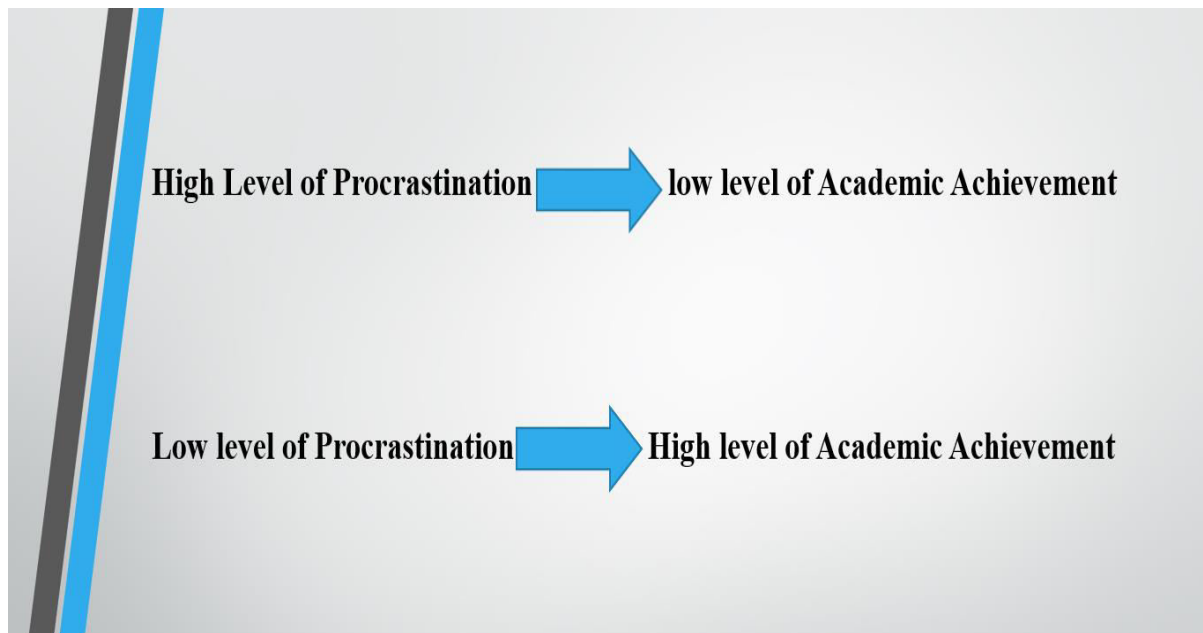 High Level of Procrastination low level of Academic Achievement
Low level of Procrastination High level of Academic Achievement